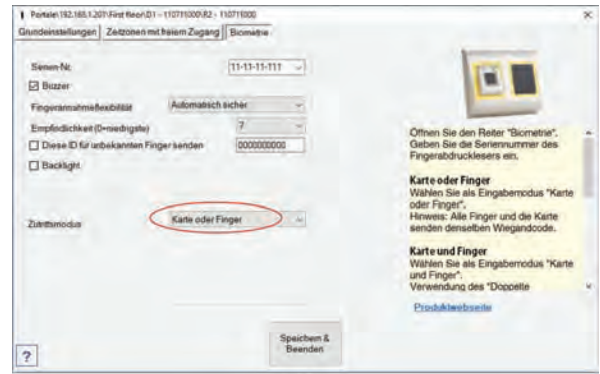 Portale\192.168.1.201\First floor\D1 - 110711000\R2 - 110711000
Grundeinstellungen Zeitzonen mit freiem Zugang Biometrie
Serien-Nr. 11-11-11-111
Buzzer
Fingerannahmeflexibilität Automatisch sicher
Empfindlichkeit (0=niedrigste) 7
Diese ID für unbekannten Finger senden 0000000000
Backlight
Zutrittsmodus Karte oder Finger
Speichern &
Beenden
?
Öffnen Sie den Reiter "Biometrie".
Geben Sie die Seriennummer des
Fingerabdrucklesers ein.
Karte oder Finger
Wählen Sie als Eingabemodus "Karte
oder Finger".
Hinweis: Alle Finger und die Karte
senden denselben Wiegandcode.
Karte und Finger
Wählen Sie als Eingabemodus "Karte
und Finger".
Verwendung des "Doppelte
Produktwebseite